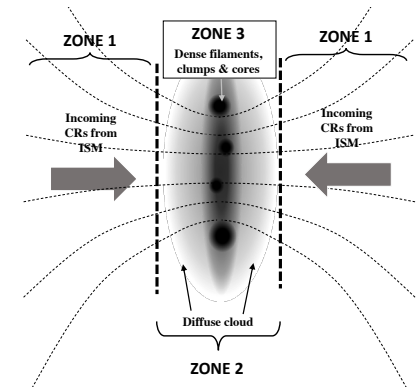 ZONE 1
ZONE 3
Dense filaments,
clumps & cores
ZONE 1
Incoming
CRs from
ISM
Incoming
CRs from
ISM
Diffuse cloud
ZONE 2